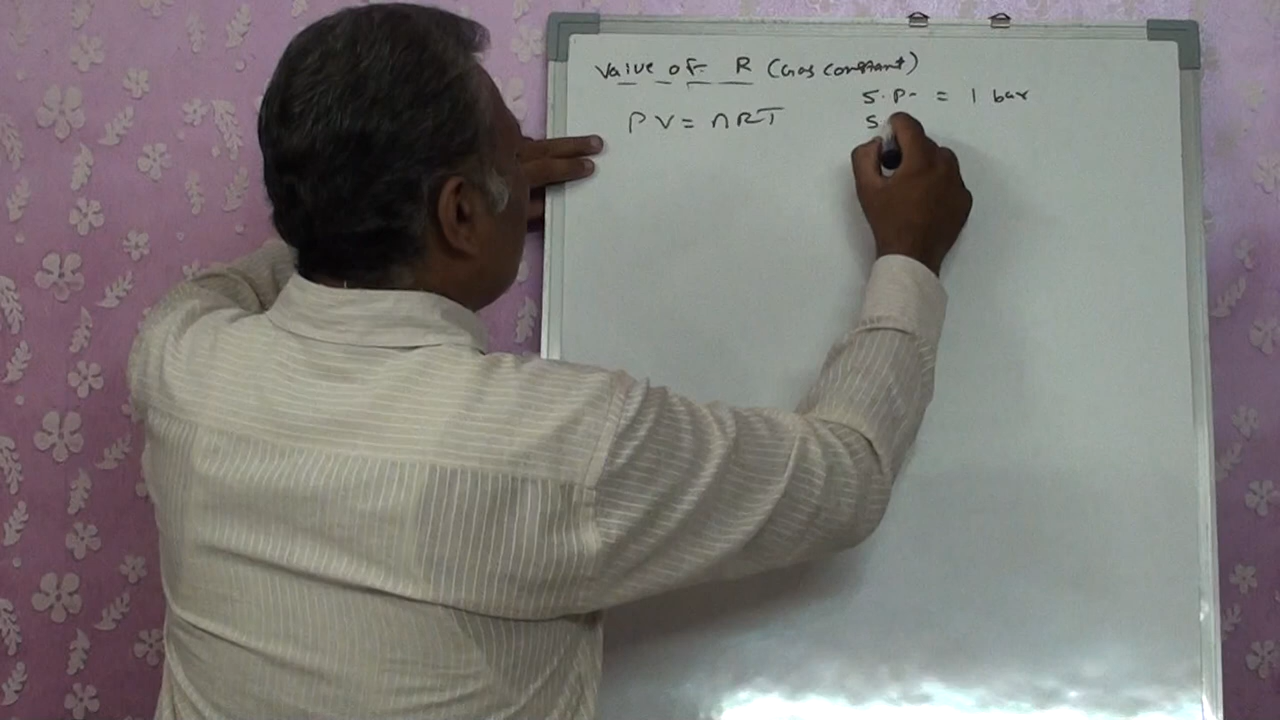 Value of R (Gas constant)
S.P. = 1 bar
PV = nRT
S.